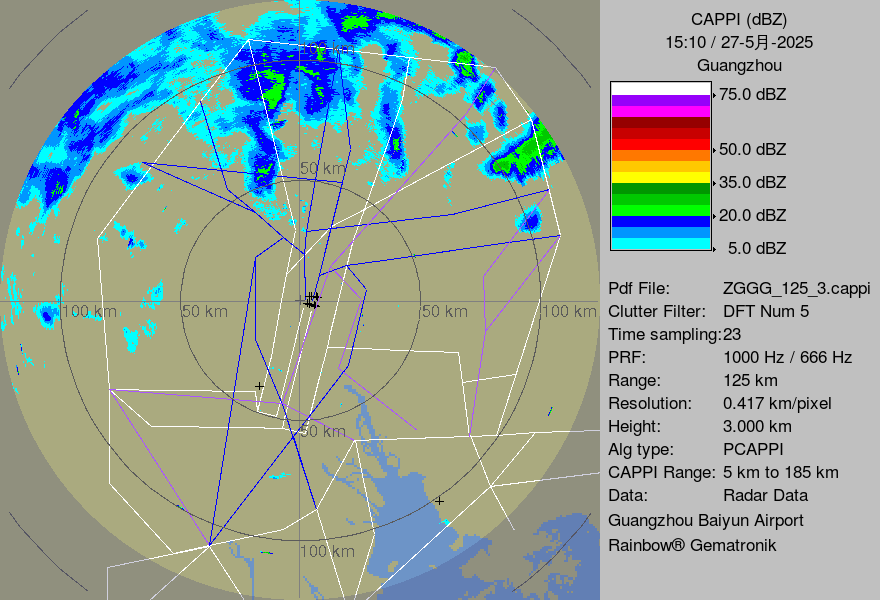 CAPPI (dBZ)
15:10 / 27-5月-2025
Guangzhou
75.0 dBZ
50.0 dBZ
35.0 dBZ
20.0 dBZ
5.0 dBZ
Pdf File: ZGGG_125_3.cappi
Clutter Filter: DFT Num 5
Time sampling:23
PRF: 1000 Hz / 666 Hz
Range: 125 km
Resolution: 0.417 km/pixel
Height: 3.000 km
Alg type: PCAPPI
CAPPI Range: 5 km to 185 km
Data: Radar Data
Guangzhou Baiyun Airport
Rainbow® Gematronik
50 km
100 km
50 km
50 km
100 km
50 km
100 km